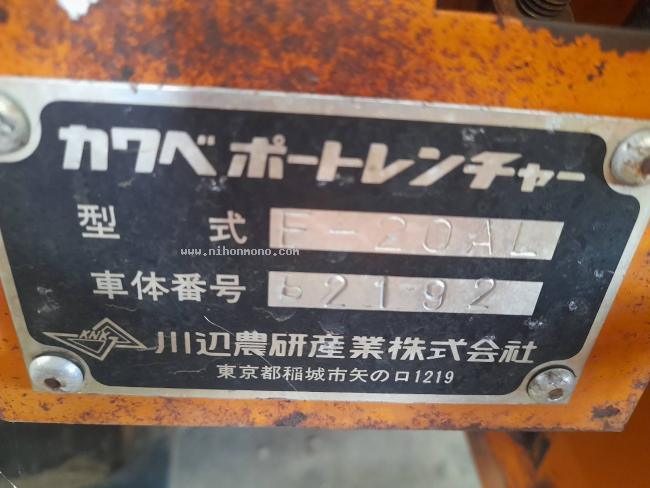 カワベ ポートレンチャー
型式 F-20AL
www.nihonmono.com
車体番号 52192
KNK 川辺農研産業株式会社
東京都稲城市矢の口1219